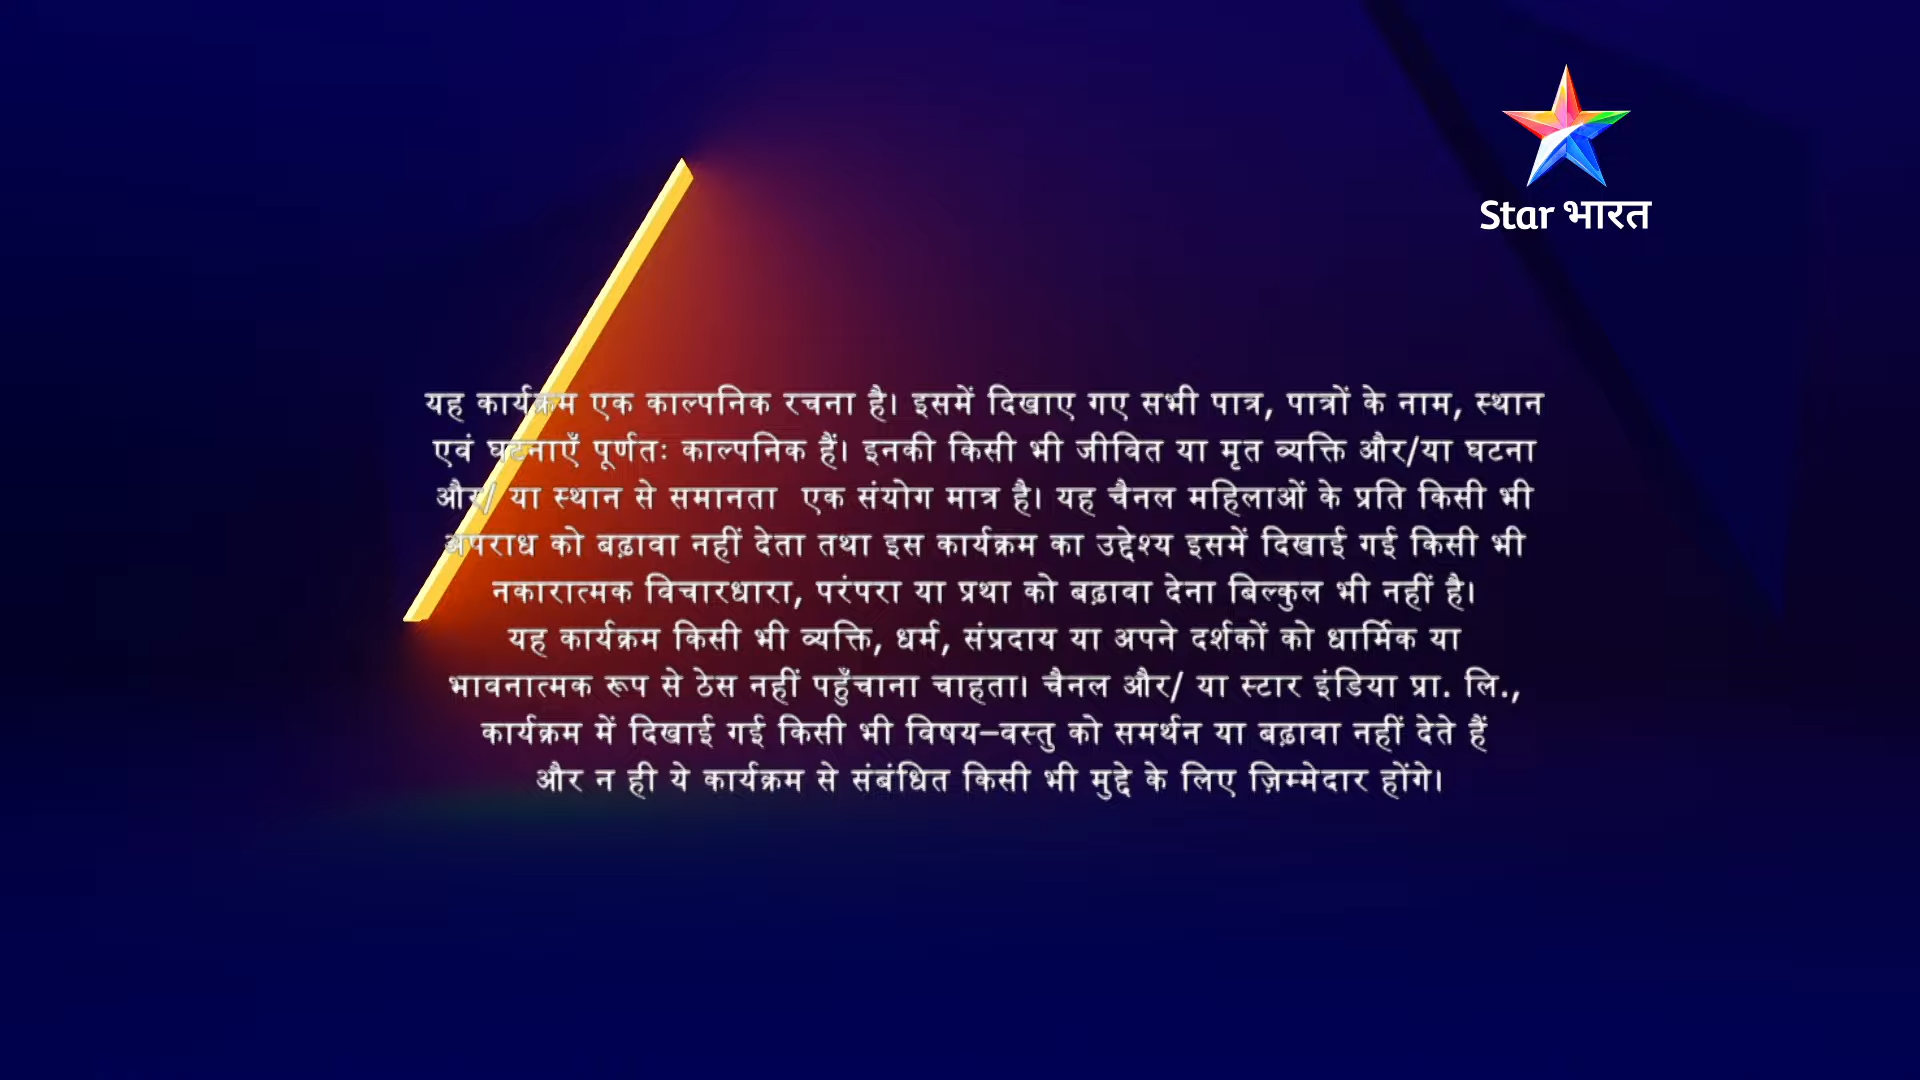 Star भारत
यह कार्यक्रम एक काल्पनिक रचना है। इसमें दिखाए गए सभी पात्र, पात्रों के नाम, स्थान
एवं घटनाएँ पूर्णतः काल्पनिक हैं। इनकी किसी भी जीवित या मृत व्यक्ति और/या घटना
और/ या स्थान से समानता एक संयोग मात्र है। यह चैनल महिलाओं के प्रति किसी भी
अपराध को बढ़ावा नहीं देता तथा इस कार्यक्रम का उद्देश्य इसमें दिखाई गई किसी भी
नकारात्मक विचारधारा, परंपरा या प्रथा को बढ़ावा देना बिल्कुल भी नहीं है।
यह कार्यक्रम किसी भी व्यक्ति, धर्म, संप्रदाय या अपने दर्शकों को धार्मिक या
भावनात्मक रूप से ठेस नहीं पहुँचाना चाहता। चैनल और/ या स्टार इंडिया प्रा. लि.,
कार्यक्रम में दिखाई गई किसी भी विषय–वस्तु को समर्थन या बढ़ावा नहीं देते हैं
और न ही ये कार्यक्रम से संबंधित किसी भी मुद्दे के लिए ज़िम्मेदार होंगे।